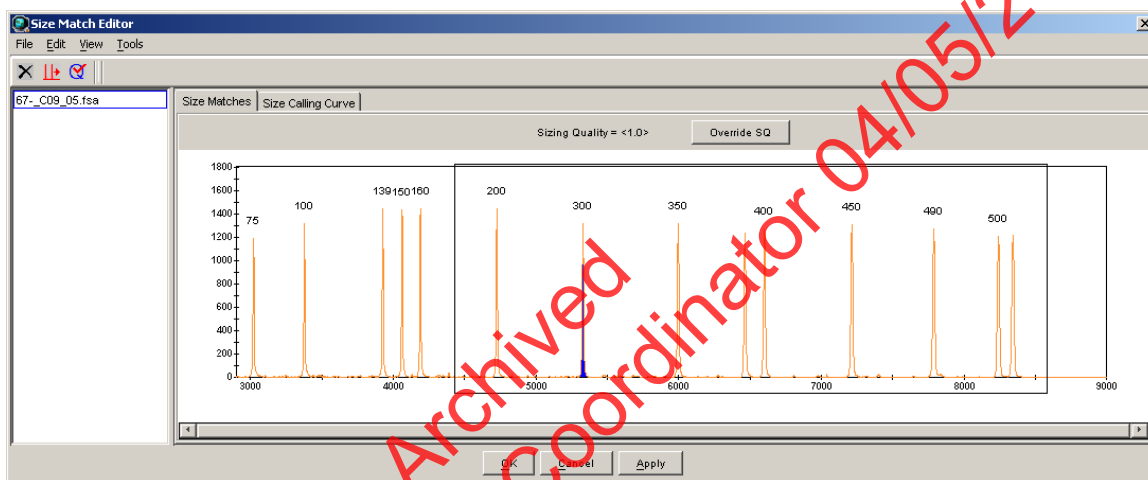 Size Match Editor
File Edit View Tools
67-_C09_05.fsa
Size Matches Size Calling Curve
Sizing Quality = <1.0> Override SQ
1800
1600
1400
1200
1000
800
600
400
200
0
75 100 139 150 160 200 300 350 400 450 490 500
3000 4000 5000 6000 7000 8000 9000
OK Cancel Apply
Archived
Coordinator 04/05/2